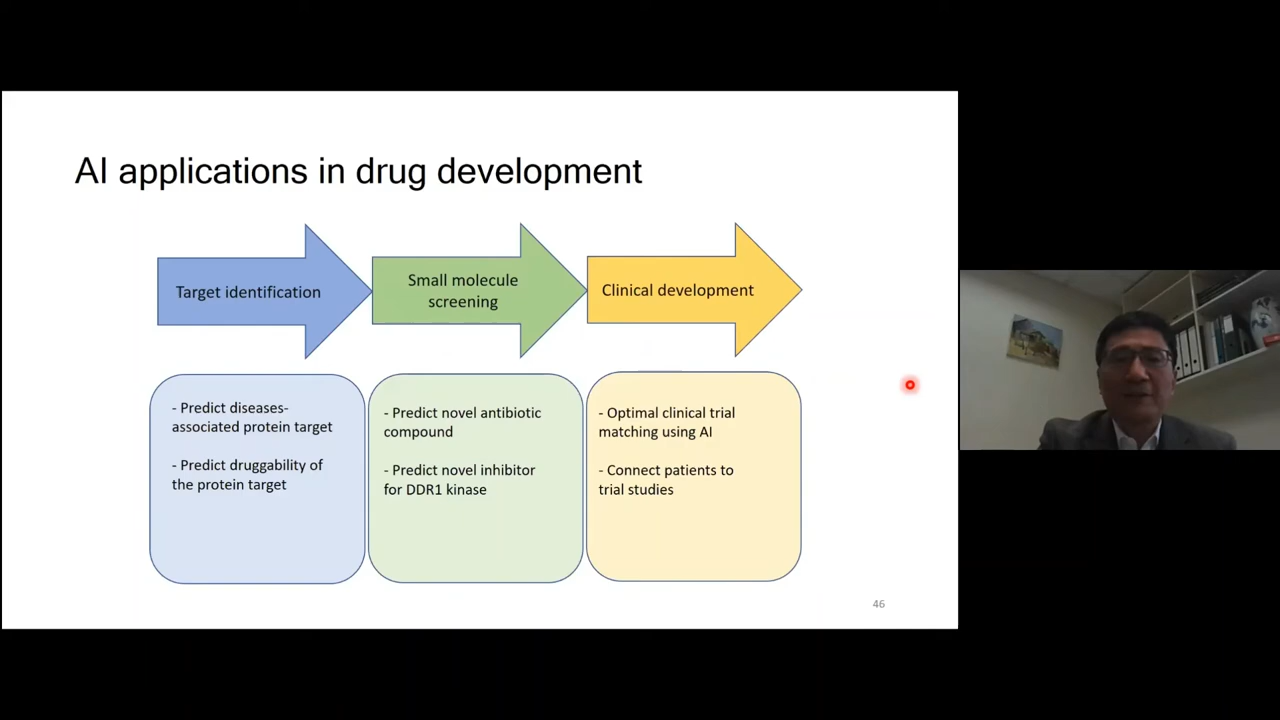 AI applications in drug development
Target identification
Small molecule
screening
Clinical development
- Predict diseases-
associated protein target
- Predict druggability of
the protein target
- Predict novel antibiotic
compound
- Predict novel inhibitor
for DDR1 kinase
- Optimal clinical trial
matching using AI
- Connect patients to
trial studies
46